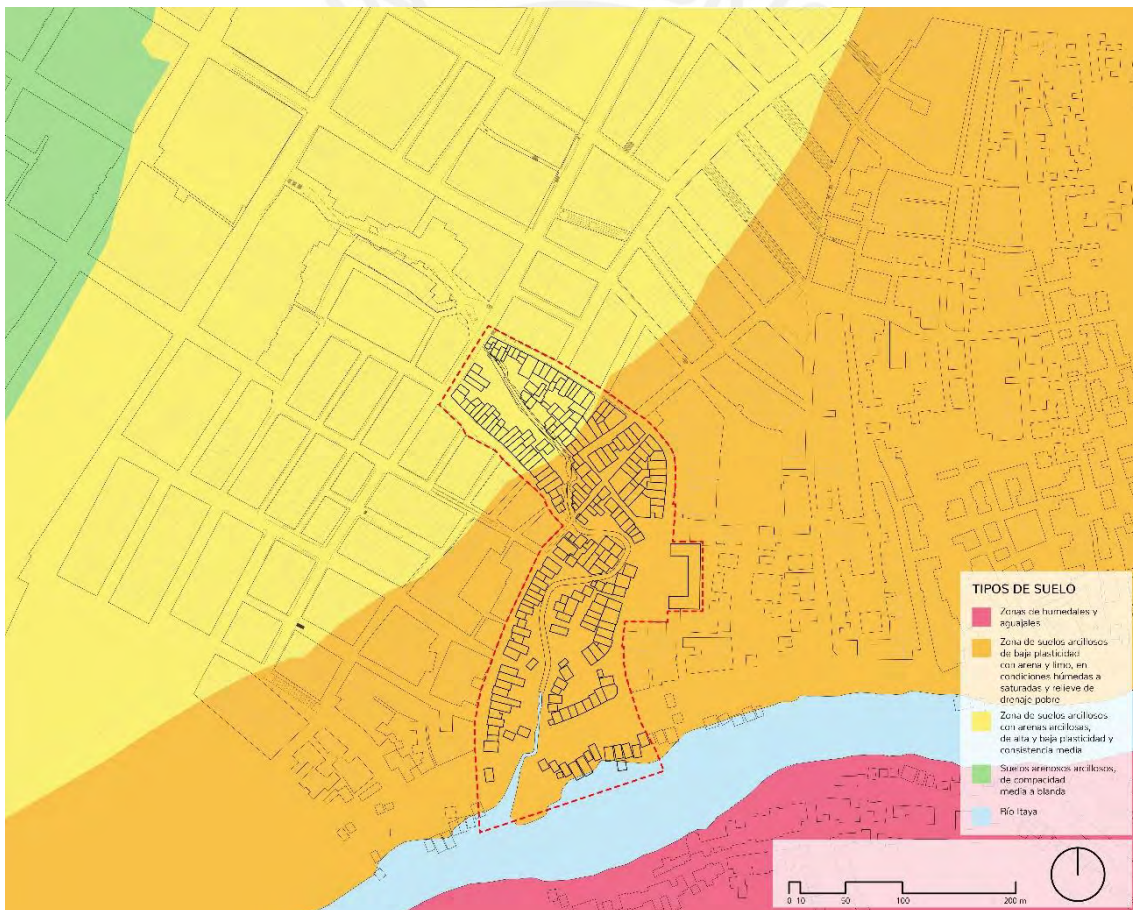 TIPOS DE SUELO
Zonas de humedales y
aguajales
Zona de suelos arcillosos
de baja plasticidad
con arena y limo, en
condiciones húmedas a
saturadas y relieve de
drenaje pobre
Zona de suelos arcillosos
con arenas arcillosas,
de alta y baja plasticidad y
consistencia media
Suelos arenosos arcillosos,
de compacidad
media a blanda
Río Itaya
0 10 50 100 200 m